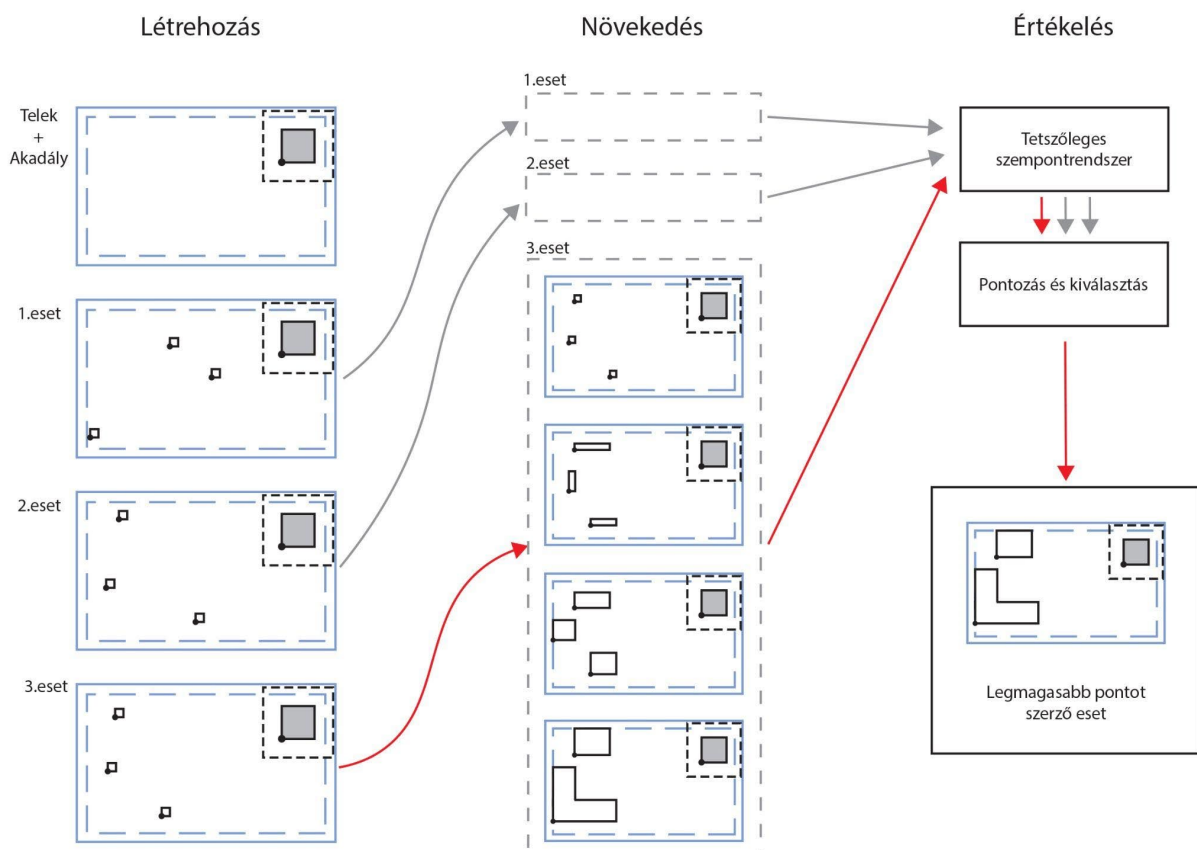 Létrehozás
Növekedés
Értékelés
Telek
+
Akadály
1.eset
2.eset
3.eset
1.eset
2.eset
3.eset
Tetszőleges
szempontrendszer
Pontozás és kiválasztás
Legmagasabb pontot
szerző eset